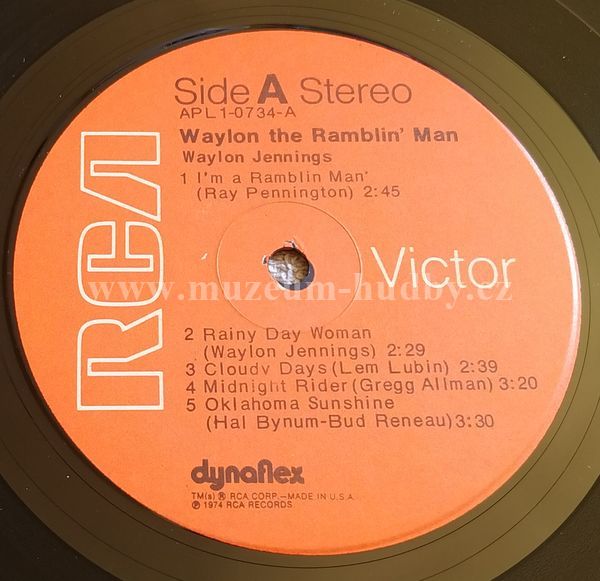 Side A Stereo
APL1-0734-A
Waylon the Ramblin' Man
Waylon Jennings
1 I'm a Ramblin Man'
(Ray Pennington) 2:45
RCA
Victor
www.muzeum-hudby.cz
2 Rainy Day Woman
(Waylon Jennings) 2:29
3 Cloudy Days (Lem Lubin) 2:39
4 Midnight Rider (Gregg Allman) 3:20
5 Oklahoma Sunshine
(Hal Bynum-Bud Reneau) 3:30
dynaflex
TM(s) ® RCA CORP.—MADE IN U.S.A.
℗ 1974 RCA RECORDS